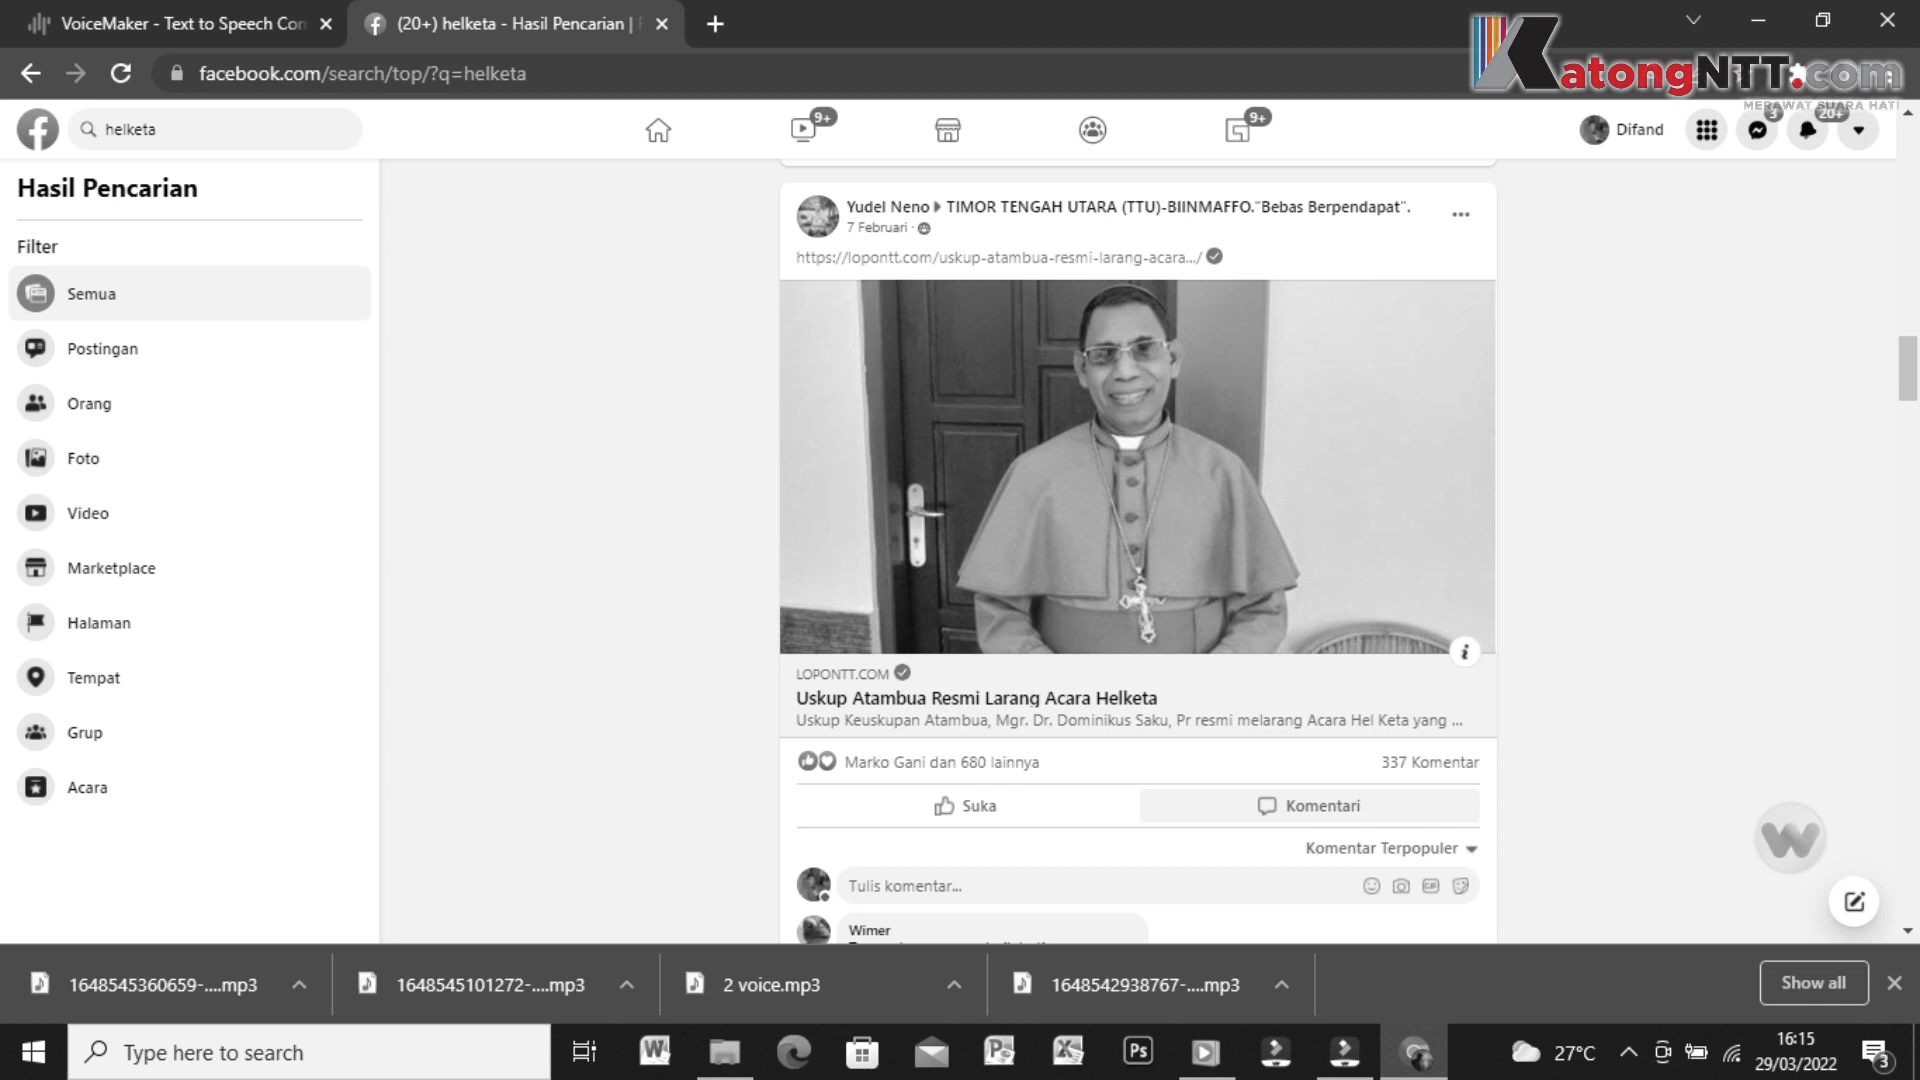 VoiceMaker - Text to Speech Con
(20+) helketa - Hasil Pencarian | F
facebook.com/search/top/?q=helketa
KatongNTT.com
MERAWAT SUARA HATI
helketa
9+
9+
Difand
3
20+
Hasil Pencarian
Filter
Semua
Postingan
Orang
Foto
Video
Marketplace
Halaman
Tempat
Grup
Acara
Yudel Neno TIMOR TENGAH UTARA (TTU)-BIINMAFFO."Bebas Berpendapat".
7 Februari ·
https://lopontt.com/uskup-atambua-resmi-larang-acara.../
LOPONTT.COM
Uskup Atambua Resmi Larang Acara Helketa
Uskup Keuskupan Atambua, Mgr. Dr. Dominikus Saku, Pr resmi melarang Acara Hel Keta yang ...
Marko Gani dan 680 lainnya
337 Komentar
Suka
Komentari
Komentar Terpopuler
Tulis komentar...
GIF
Wimer
1648545360659-....mp3
1648545101272-....mp3
2 voice.mp3
1648542938767-....mp3
Show all
Type here to search
Ps
27°C
16:15
29/03/2022
3